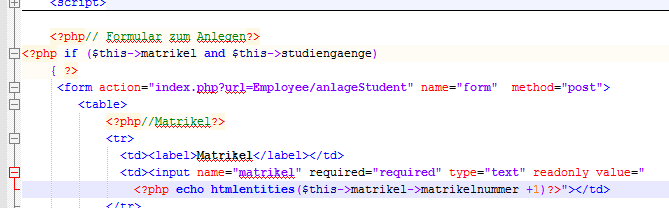 <script>
<?php// Formular zum Anlegen?>
<?php if ($this->matrikel and $this->studiengaenge)
{ ?>
<form action="index.php?url=Employee/anlageStudent" name="form"  method="post">
<table>
<?php//Matrikel?>
<tr>
<td><label>Matrikel</label></td>
<td><input name="matrikel" required="required" type="text" readonly value="
<?php echo htmlentities($this->matrikel->matrikelnummer +1)?>"></td>
</tr>